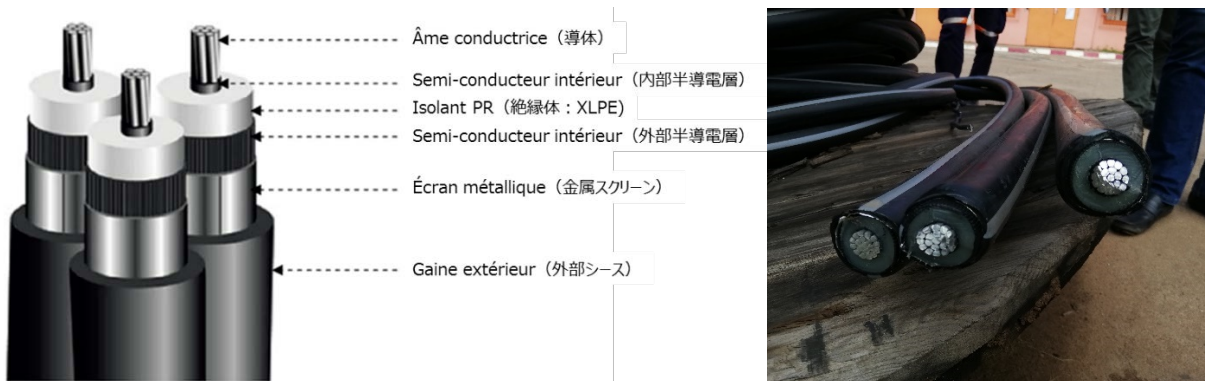 Âme conductrice（導体）
Semi-conducteur intérieur（内部半導電層）
Isolant PR（絶縁体：XLPE)
Semi-conducteur intérieur（外部半導電層）
Écran métallique（金属スクリーン）
Gaine extérieur（外部シース）